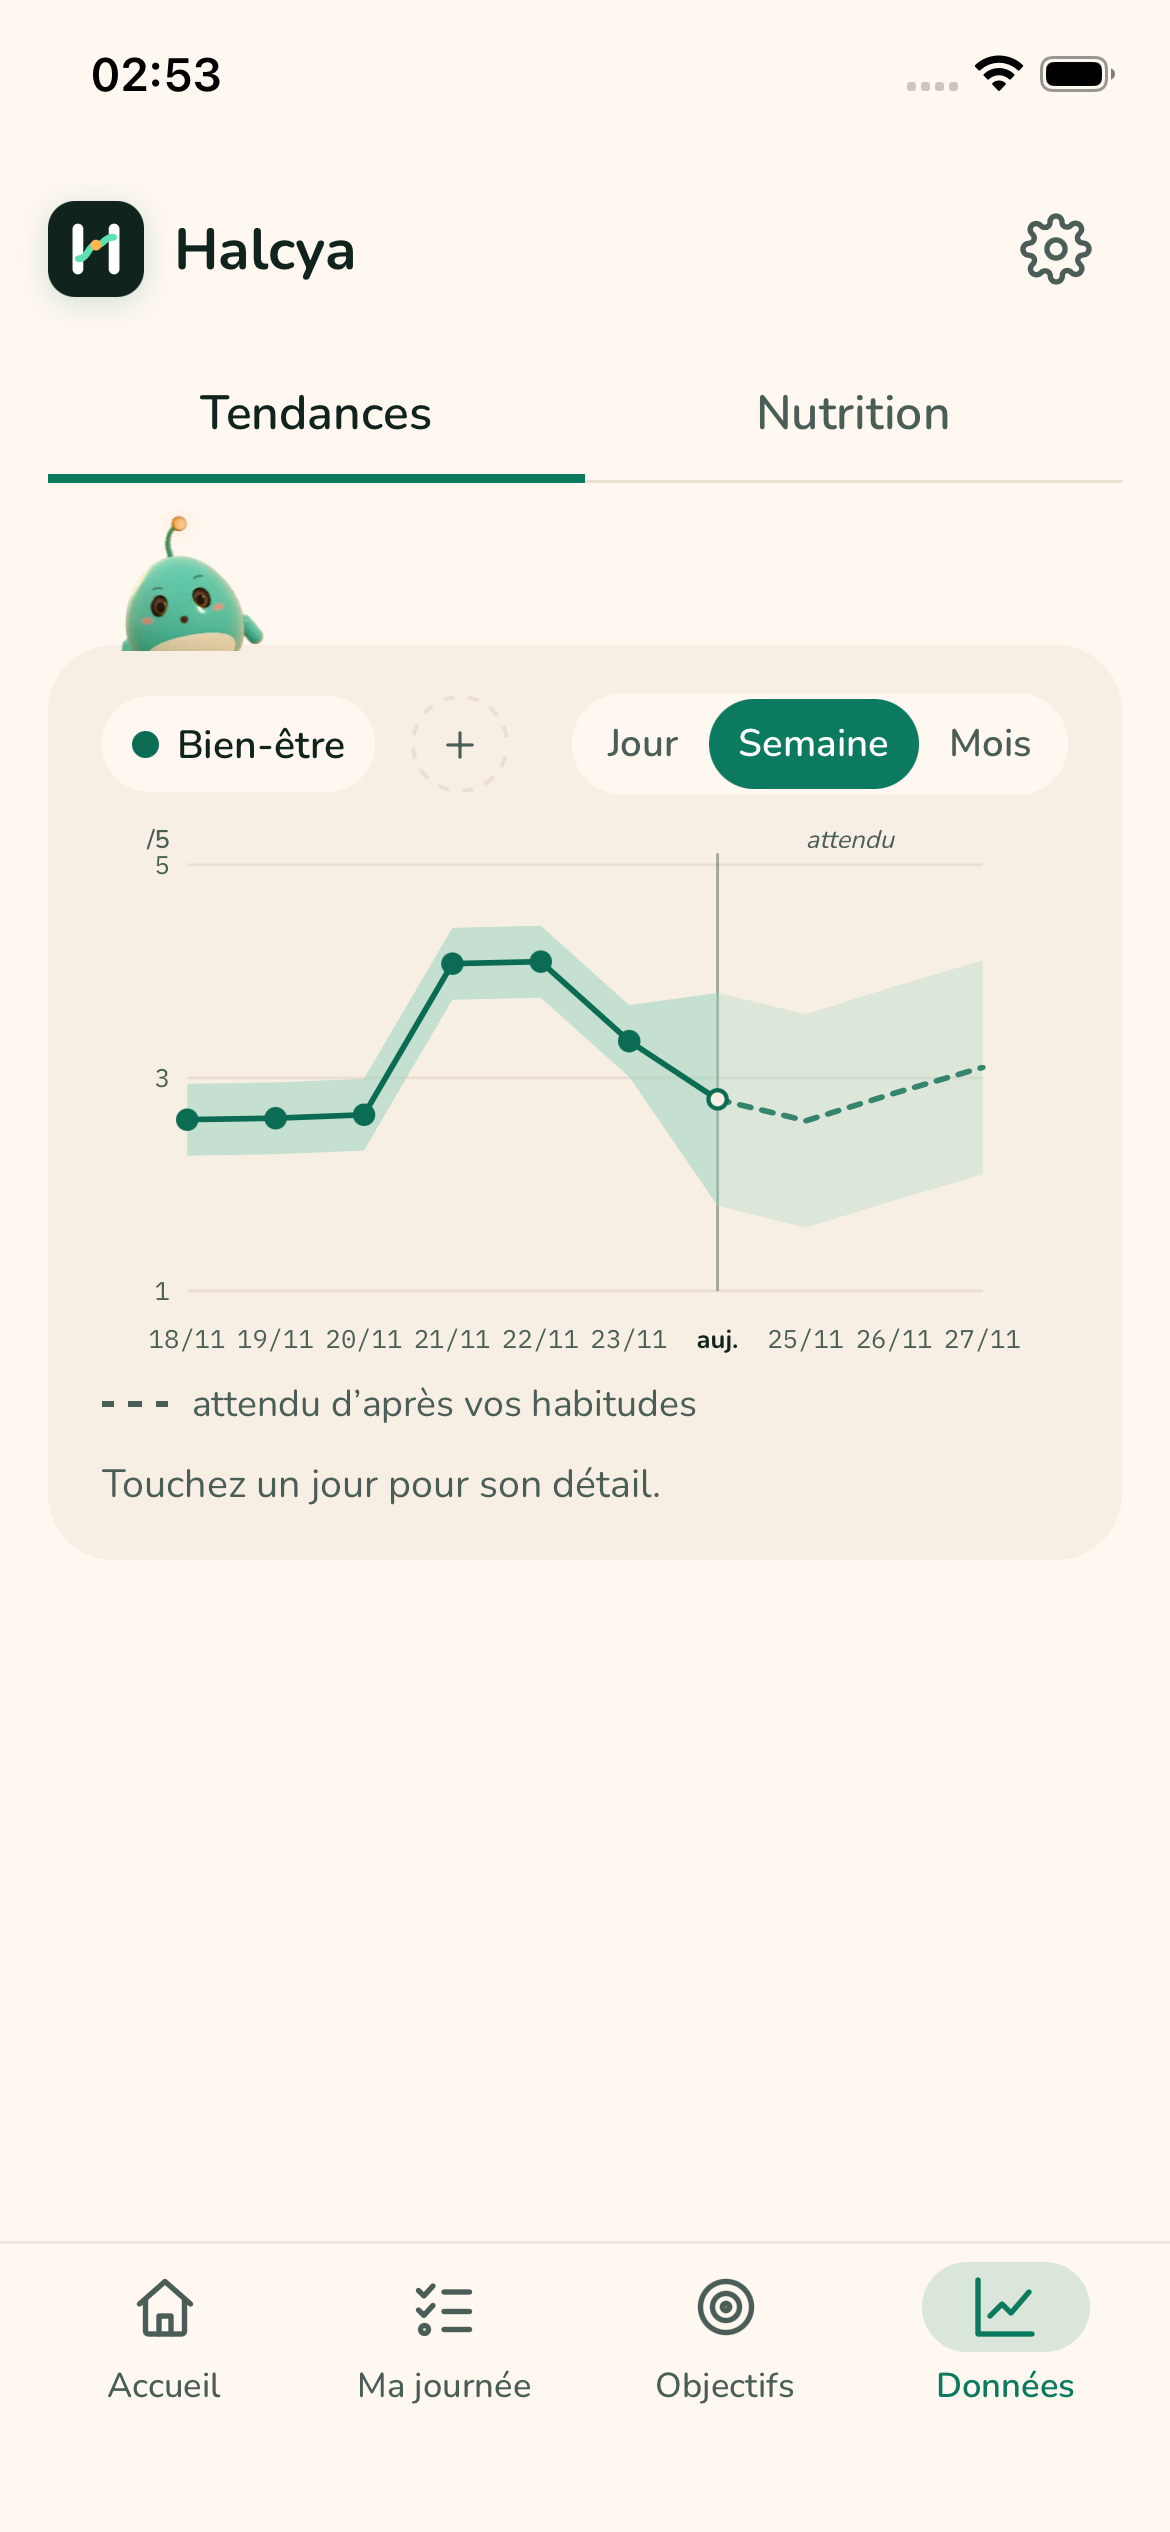 02:53
Halcya
Tendances
Nutrition
Bien-être
+
Jour
Semaine
Mois
/5
attendu
5
3
1
18/11 19/11 20/11 21/11 22/11 23/11 auj. 25/11 26/11 27/11
attendu d’après vos habitudes
Touchez un jour pour son détail.
Accueil
Ma journée
Objectifs
Données